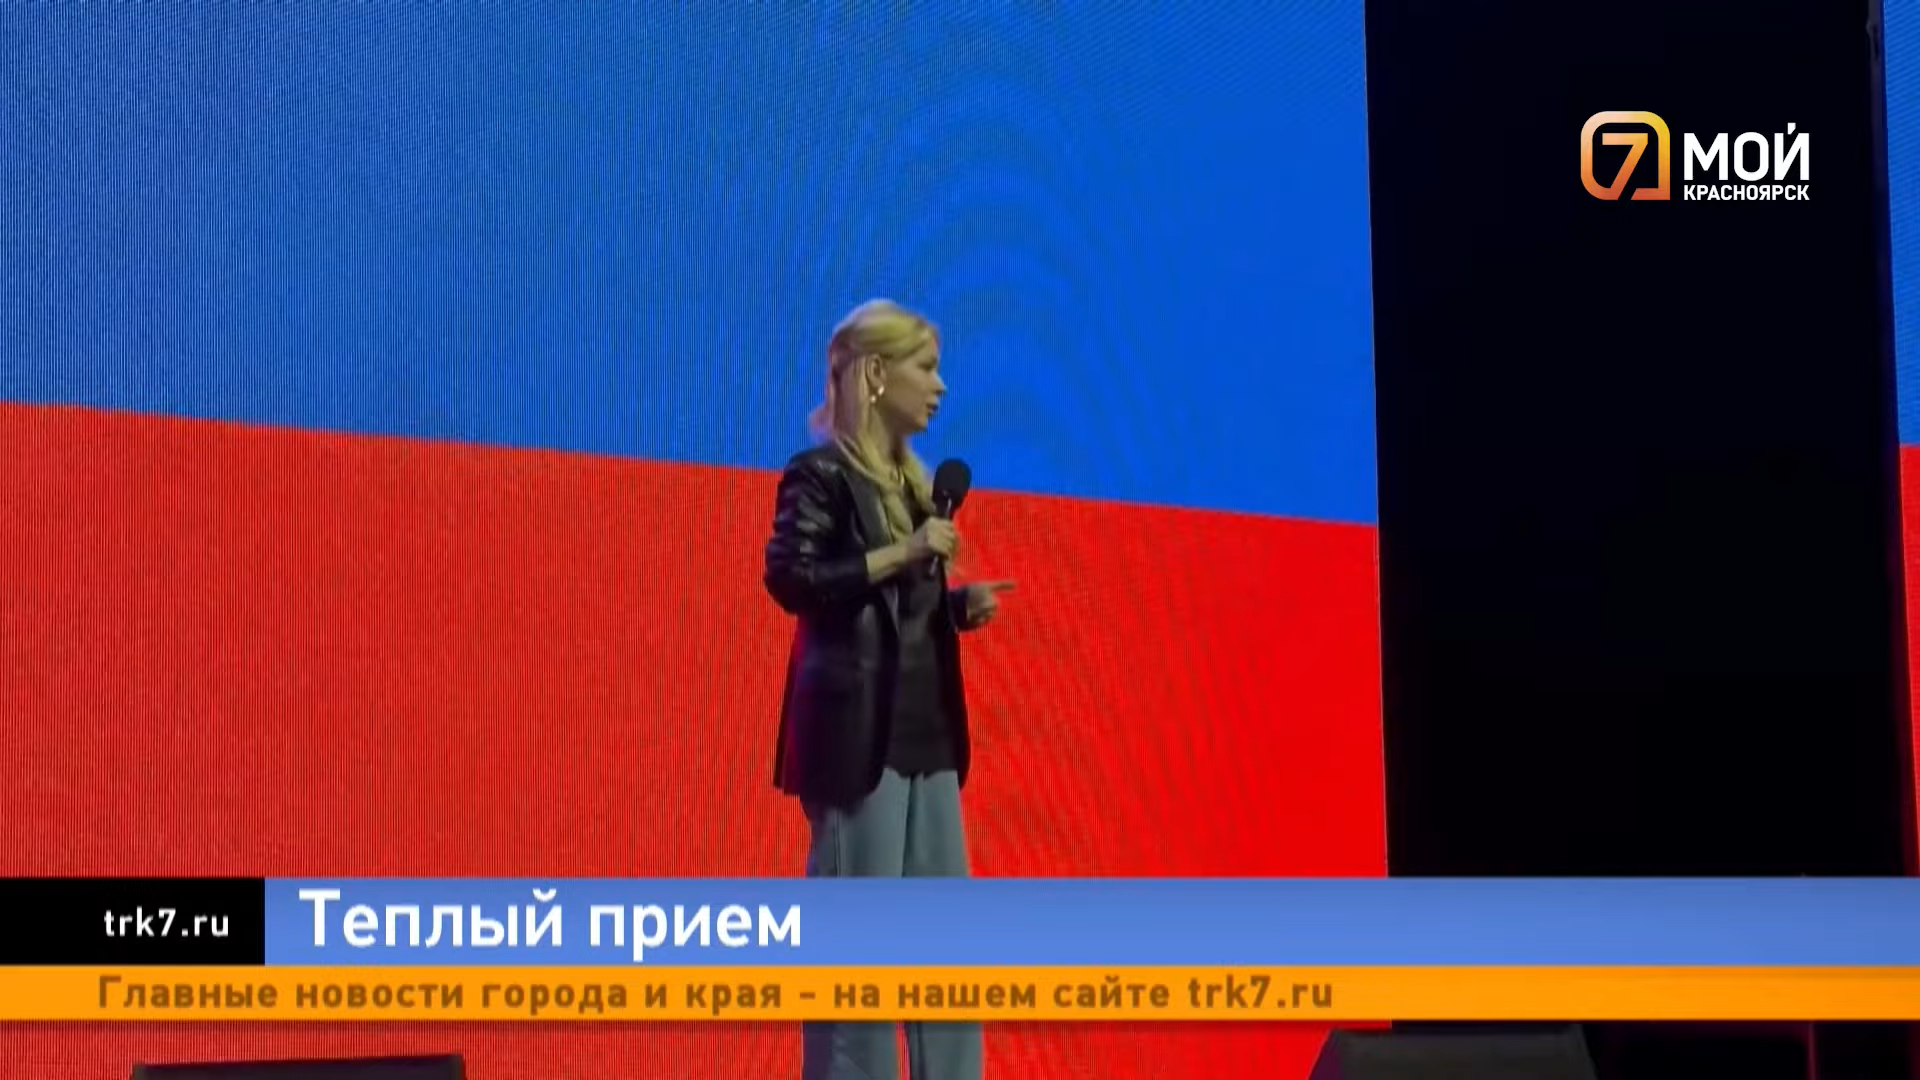 7 МОЙ
КРАСНОЯРСК
trk7.ru
Теплый прием
Главные новости города и края - на нашем сайте trk7.ru